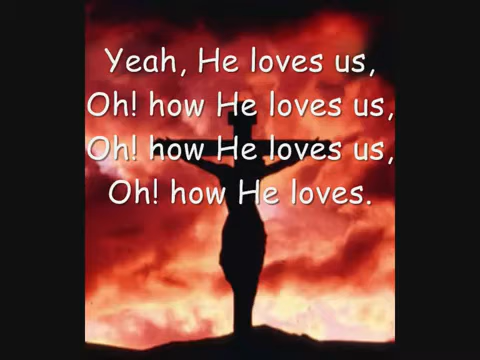 Yeah, He loves us,
Oh! how He loves us,
Oh! how He loves us,
Oh! how He loves.